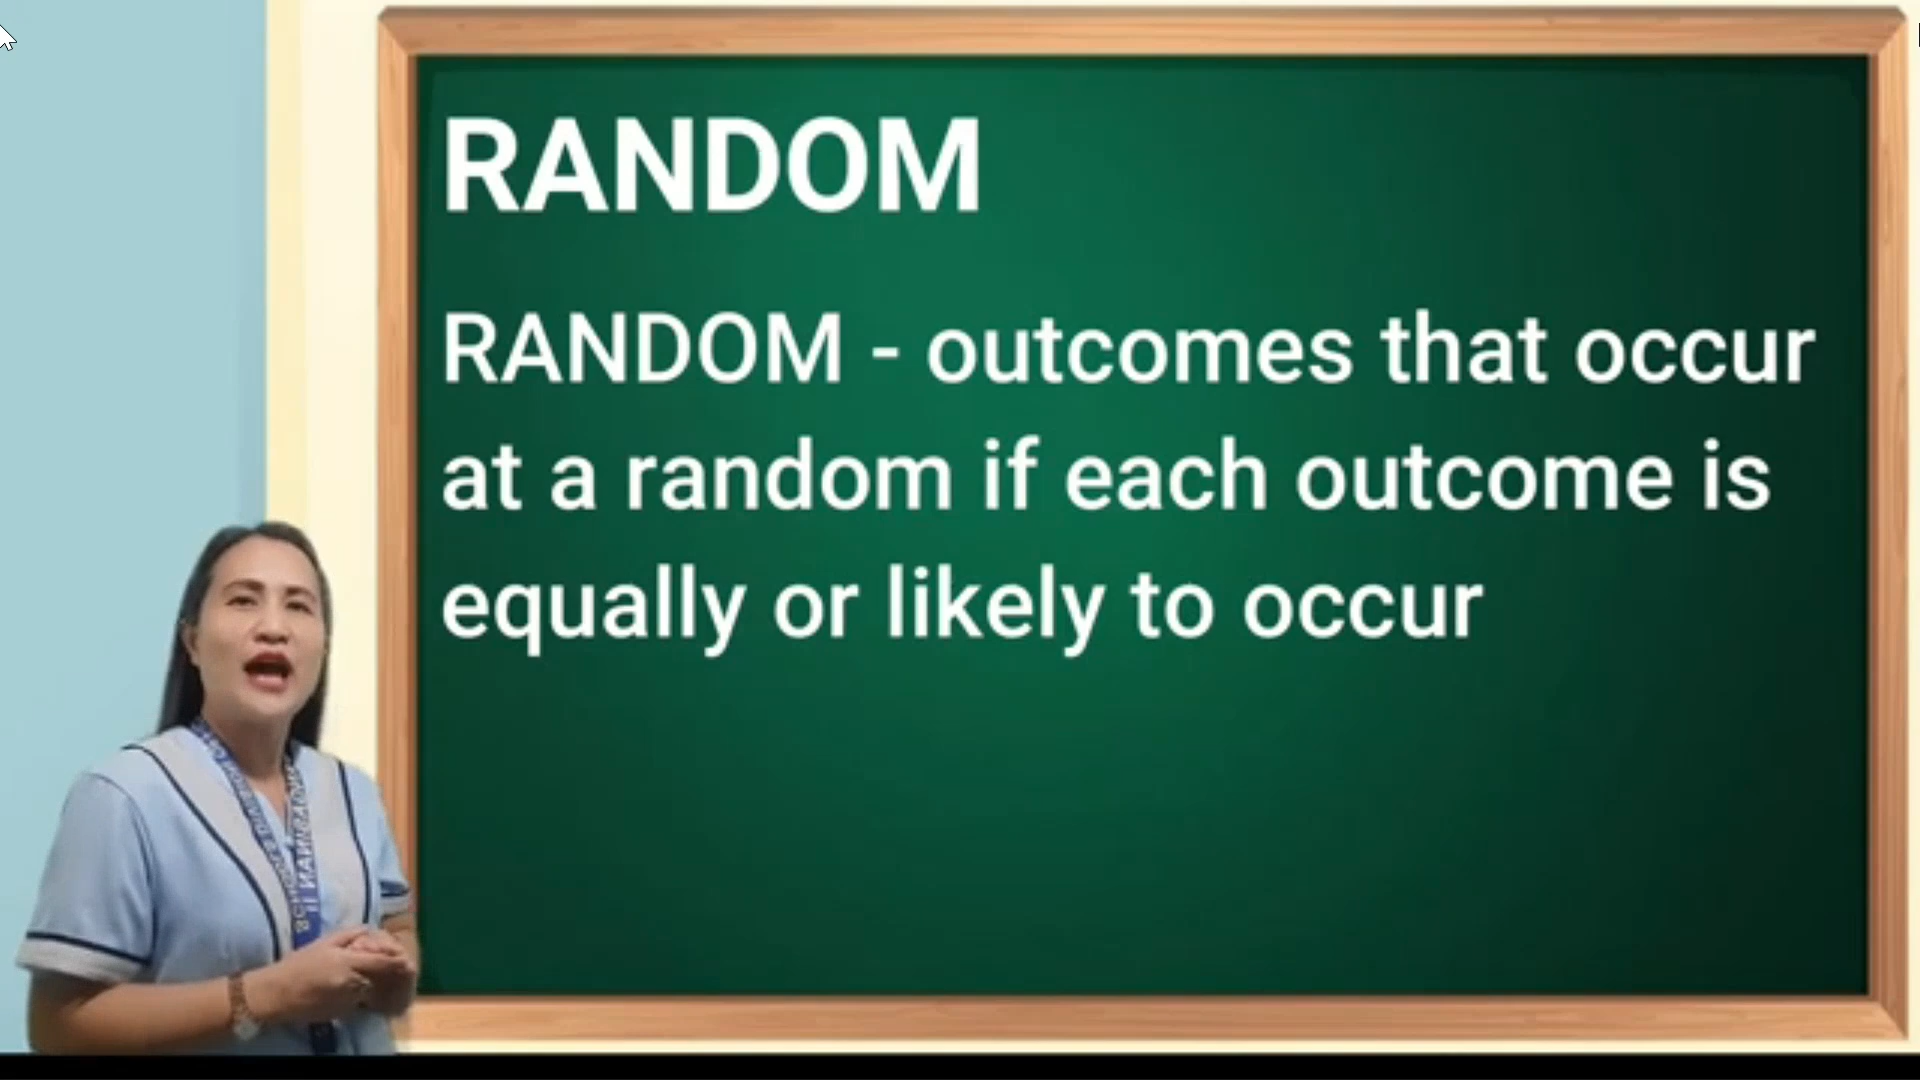 RANDOM
RANDOM - outcomes that occur
at a random if each outcome is
equally or likely to occur